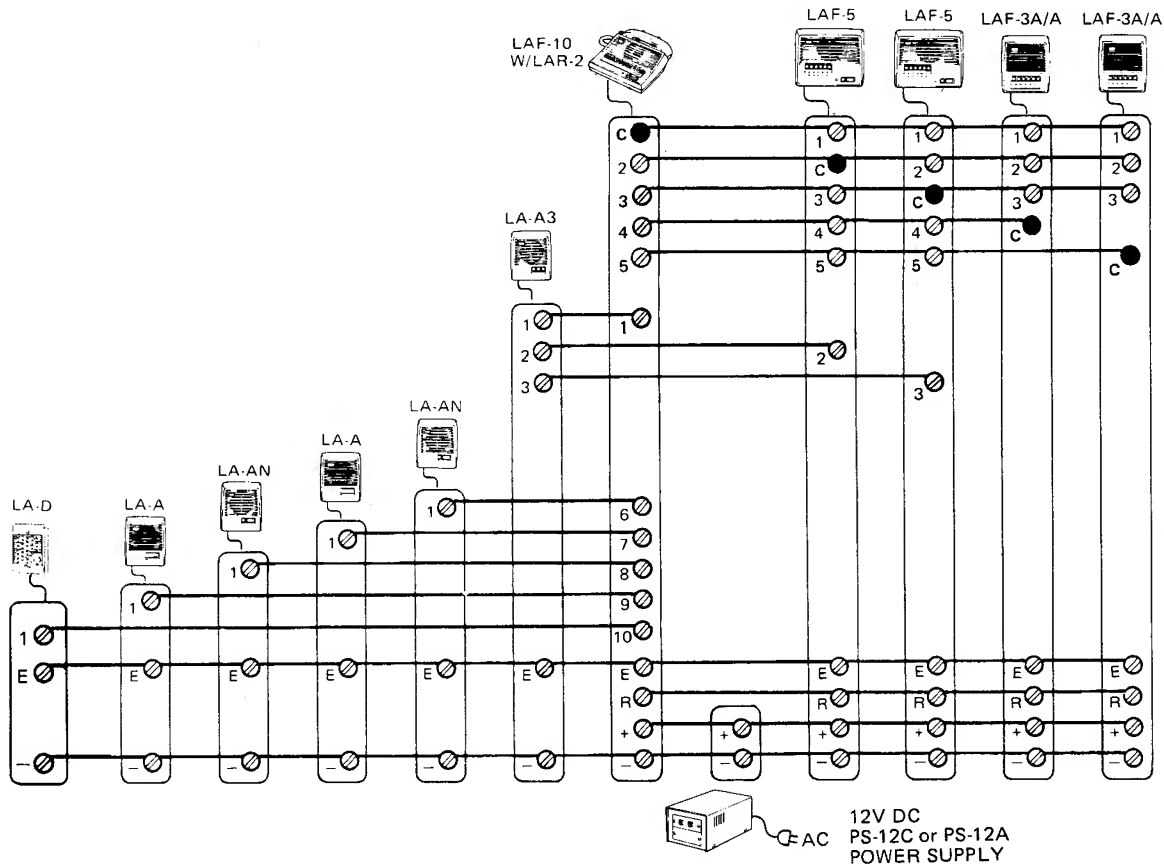 LAF-5 LAF-5 LAF-3A/A LAF-3A/A
LAF-10
W/LAR-2
C 1 1 1 1
2 C 2 2 2
3 3 C 3 3
LA-A3
4 4 4 C
5 5 5 C
1 1
2 2
3 3
LA-AN
LA-A
1 6
LA-AN
1 7
LA-D LA-A
1 8
1 9
1 10
E E E E E E E E E E E
R R R R R
+ + + + + +
– – – – – – – – – – – –
12V DC
AC PS-12C or PS-12A
POWER SUPPLY